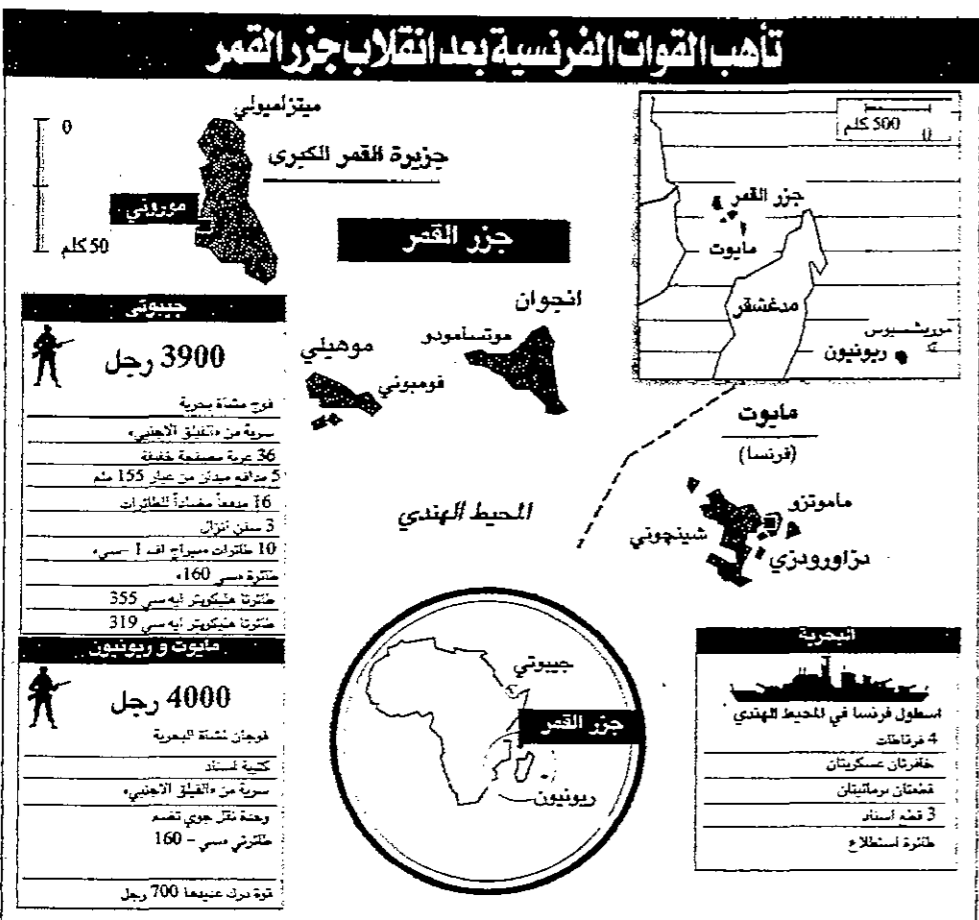 تأهب القوات الفرنسية بعد انقلاب جزر القمر
ميتزاميولي
0
50 كلم
جزيرة القمر الكبرى
موروني
جزر القمر
500 كلم
0
جزر القمر
مايوت
مدغشقر
موريشيوس
ريونيون
انجوان
موتسامودو
موهيلي
فومبوني
مايوت
(فرنسا)
ماموتزو
شينجوني
دزاوردزي
المحيط الهندي
جيبوتي
3900 رجل
فوج مشاة بحرية
سرية من «الفيلق الاجنبي»
36 عربة مصفحة خفيفة
5 مدافع ميدان من عيار 155 ملم
16 مدفعاً مضاداً للطائرات
3 سفن انزال
10 طائرات «ميراج اف 1 -سي»
طائرة «سي 160»
طائرتا هليكوبتر ايه سي 355
طائرتا هليكوبتر ايه سي 319
مايوت و ريونيون
4000 رجل
فوجان لمشاة البحرية
كتيبة اسناد
سرية من «الفيلق الاجنبي»
وحدة نقل جوي تضم
طائرتي سي - 160
قوة درك عديدها 700 رجل
جيبوتي
جزر القمر
ريونيون
البحرية
اسطول فرنسا في المحيط الهندي
4 فرقاطات
خافرتان عسكريتان
قطعتان برمائيتان
3 قطع اسناد
طائرة استطلاع